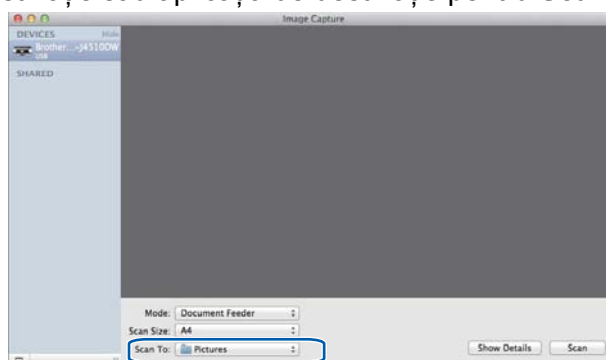 Image Capture
DEVICES Hide
Brother...-J4510DW
USB
SHARED
Mode: Document Feeder
Scan Size: A4
Scan To: Pictures
Show Details Scan